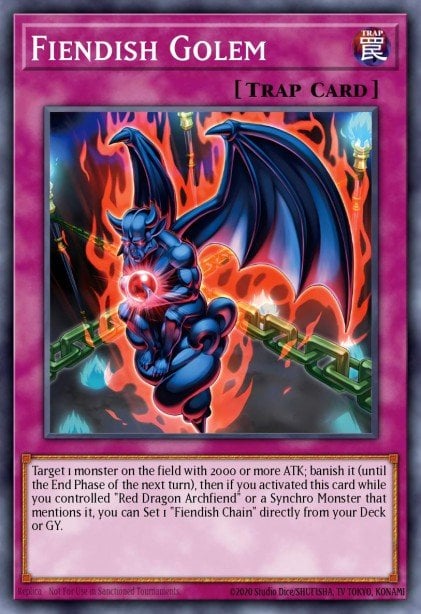 Fiendish Golem
TRAP
罠
[Trap Card]
Target 1 monster on the field with 2000 or more ATK; banish it (until
the End Phase of the next turn), then if you activated this card while
you controlled "Red Dragon Archfiend" or a Synchro Monster that
mentions it, you can Set 1 "Fiendish Chain" directly from your Deck
or GY.
Replica - Not For Use in Sanctioned Tournaments
©2020 Studio Dice/SHUEISHA, TV TOKYO, KONAMI